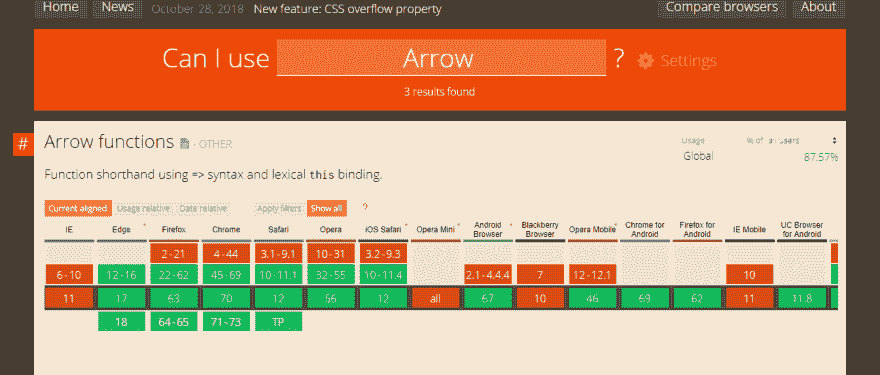 Home News October 28, 2018 New feature: CSS overflow property Compare browsers About
Can I use Arrow ? Settings
3 results found
# Arrow functions - OTHER
Usage % of all users
Global 87.57%
Function shorthand using => syntax and lexical this binding.
Current aligned Usage relative Date relative Apply filters Show all ?
IE Edge * Firefox Chrome Safari Opera iOS Safari * Opera Mini * Android Browser * Blackberry Browser Opera Mobile * Chrome for Android Firefox for Android IE Mobile UC Browser for Android
2-21 4-44 3.1-9.1 10-31 3.2-9.3
6-10 12-16 22-62 45-69 10-11.1 32-55 10-11.4 2.1-4.4.4 7 12-12.1 10
11 17 63 70 12 56 12 all 67 10 46 69 62 11 11.8
18 64-65 71-73 TP